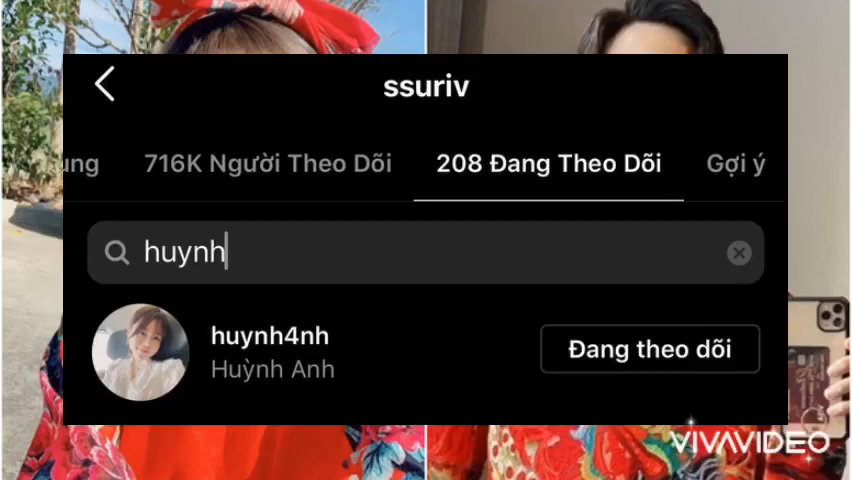 ssuriv
ung
716K Người Theo Dõi
208 Đang Theo Dõi
Gợi ý
huynh
huynh4nh
Huỳnh Anh
Đang theo dõi
VIVAVIDEO